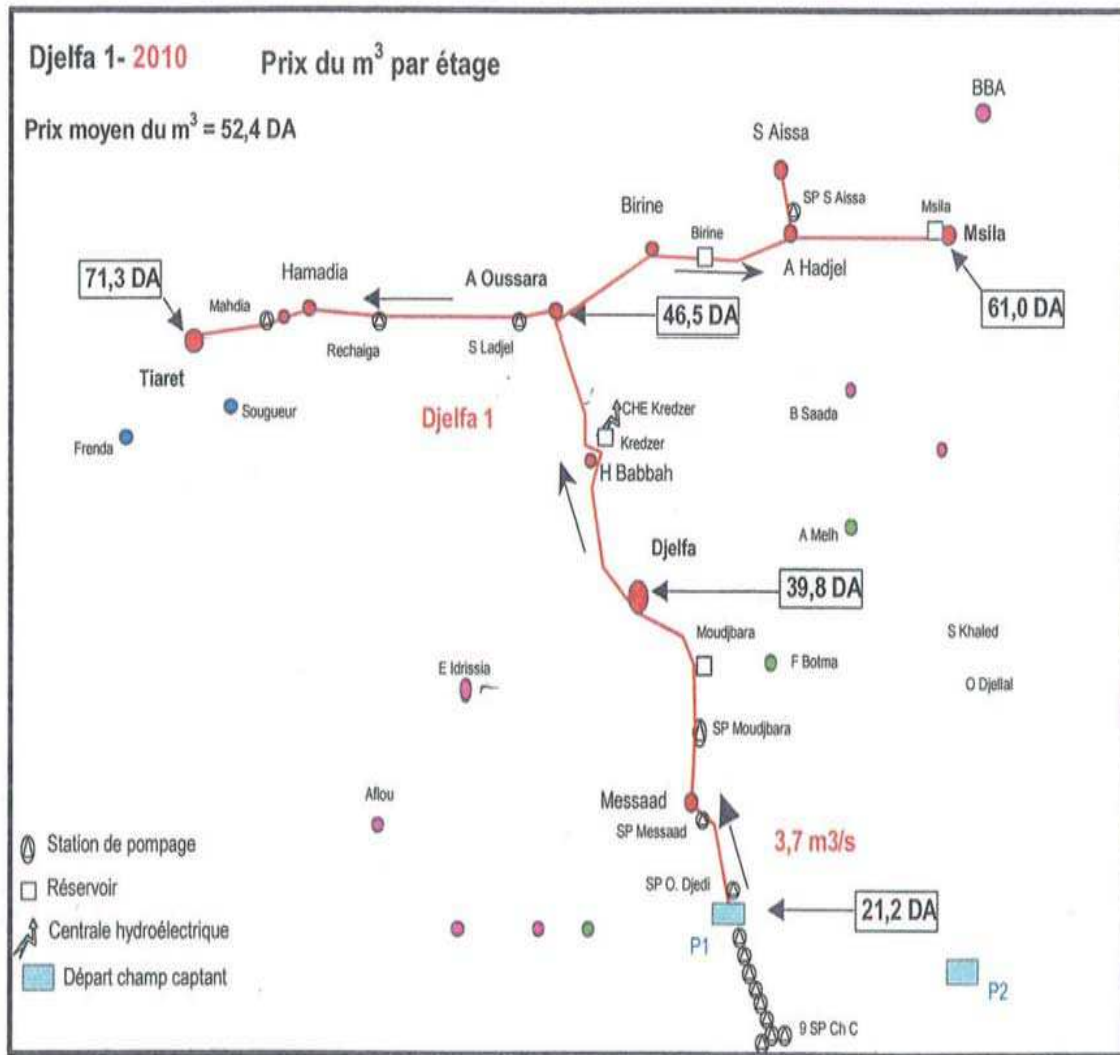 Djelfa 1- 2010 Prix du m³ par étage
Prix moyen du m³ = 52,4 DA
BBA
S Aissa
SP S Aissa
Birine
Birine
Msila
Msila
A Hadjel
71,3 DA
Hamadia
A Oussara
Mahdia
46,5 DA
61,0 DA
Rechaiga
S Ladjel
Tiaret
Sougueur
Djelfa 1
CHE Kredzer
B Saada
Frenda
Kredzer
H Babbah
A Melh
Djelfa
39,8 DA
Moudjbara
S Khaled
E Idrissia
F Botma
O Djellal
SP Moudjbara
Aflou
Messaad
SP Messaad
3,7 m3/s
Station de pompage
SP O. Djedi
Réservoir
21,2 DA
Centrale hydroélectrique
P1
Départ champ captant
P2
9 SP Ch C